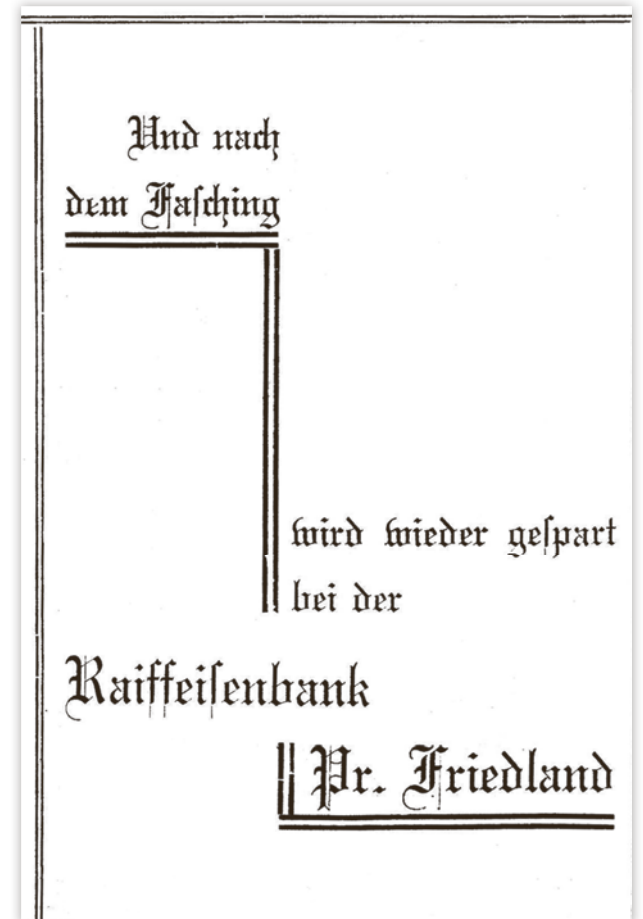 Und nach
dem Faſching
wird wieder geſpart
bei der
Raiffeiſenbank
Pr. Friedland